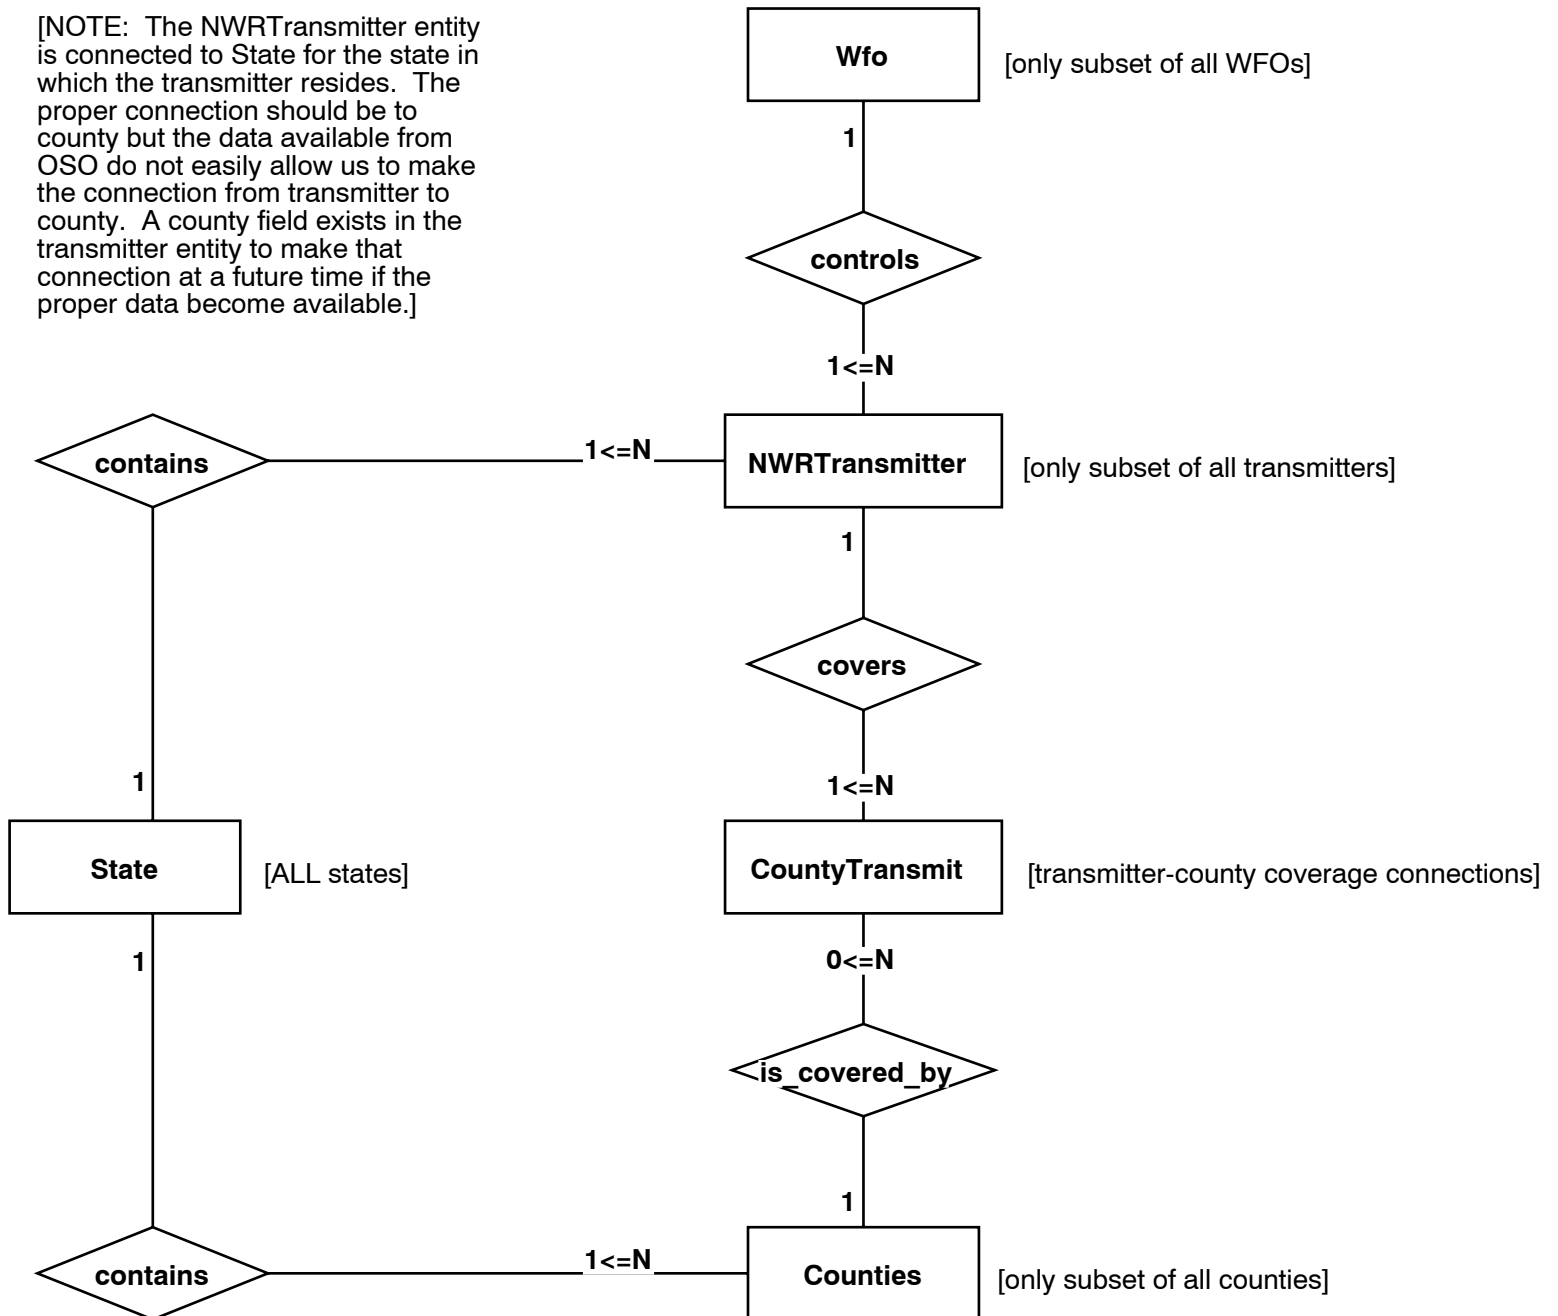 [NOTE:  The NWRTransmitter entity
is connected to State for the state in
which the transmitter resides.  The
proper connection should be to
county but the data available from
OSO do not easily allow us to make
the connection from transmitter to
county.  A county field exists in the
transmitter entity to make that
connection at a future time if the
proper data become available.]
Wfo
[only subset of all WFOs]
1
controls
1<=N
contains
1<=N
NWRTransmitter
[only subset of all transmitters]
1
covers
1
1<=N
State
[ALL states]
CountyTransmit
[transmitter-county coverage connections]
1
0<=N
is_covered_by
1
contains
1<=N
Counties
[only subset of all counties]